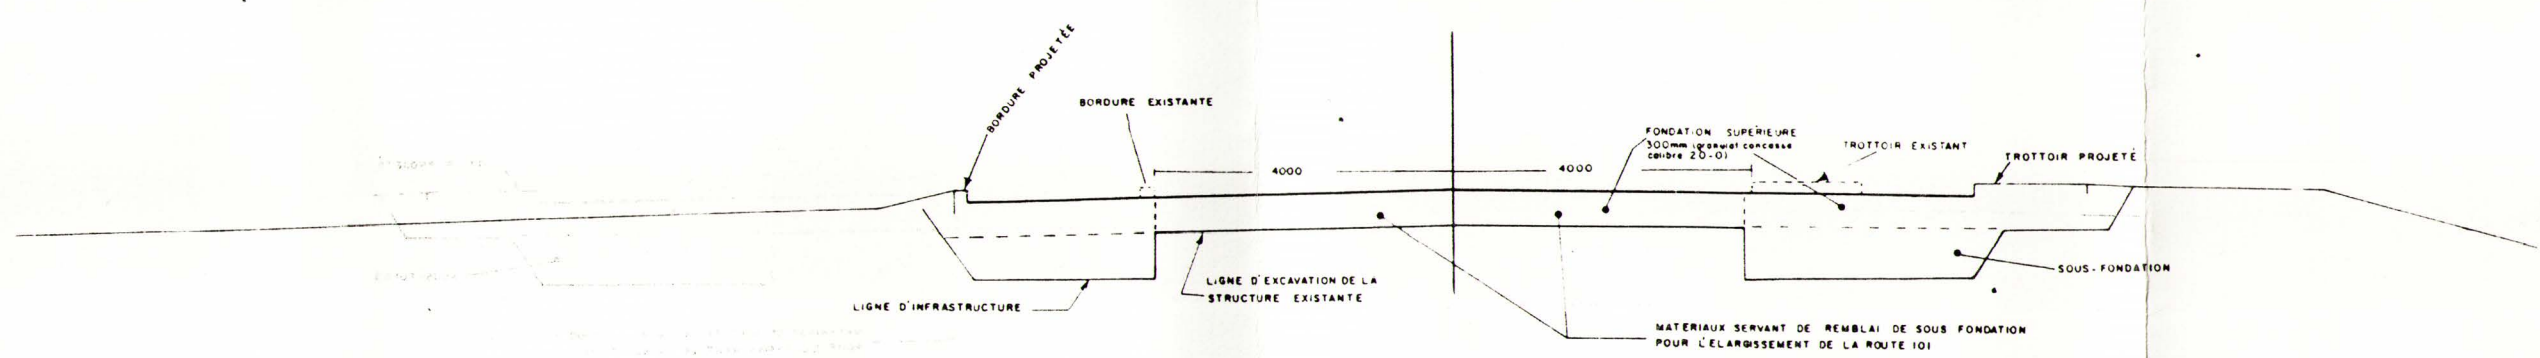 BORDURE PROJETÉE
BORDURE EXISTANTE
4000
4000
FONDATION SUPÉRIEURE
300mm (granulat concassé
calibre 20-0)
TROTTOIR EXISTANT
TROTTOIR PROJETÉ
LIGNE D'INFRASTRUCTURE
LIGNE D'EXCAVATION DE LA
STRUCTURE EXISTANTE
SOUS-FONDATION
MATERIAUX SERVANT DE REMBLAI DE SOUS FONDATION
POUR L'ELARGISSEMENT DE LA ROUTE 101